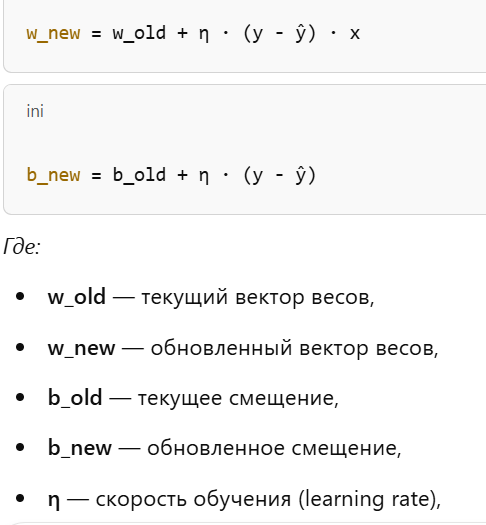 w_new = w_old + η · (y - ŷ) · x
ini
b_new = b_old + η · (y - ŷ)
Где:
• w_old — текущий вектор весов,
• w_new — обновленный вектор весов,
• b_old — текущее смещение,
• b_new — обновленное смещение,
• η — скорость обучения (learning rate),